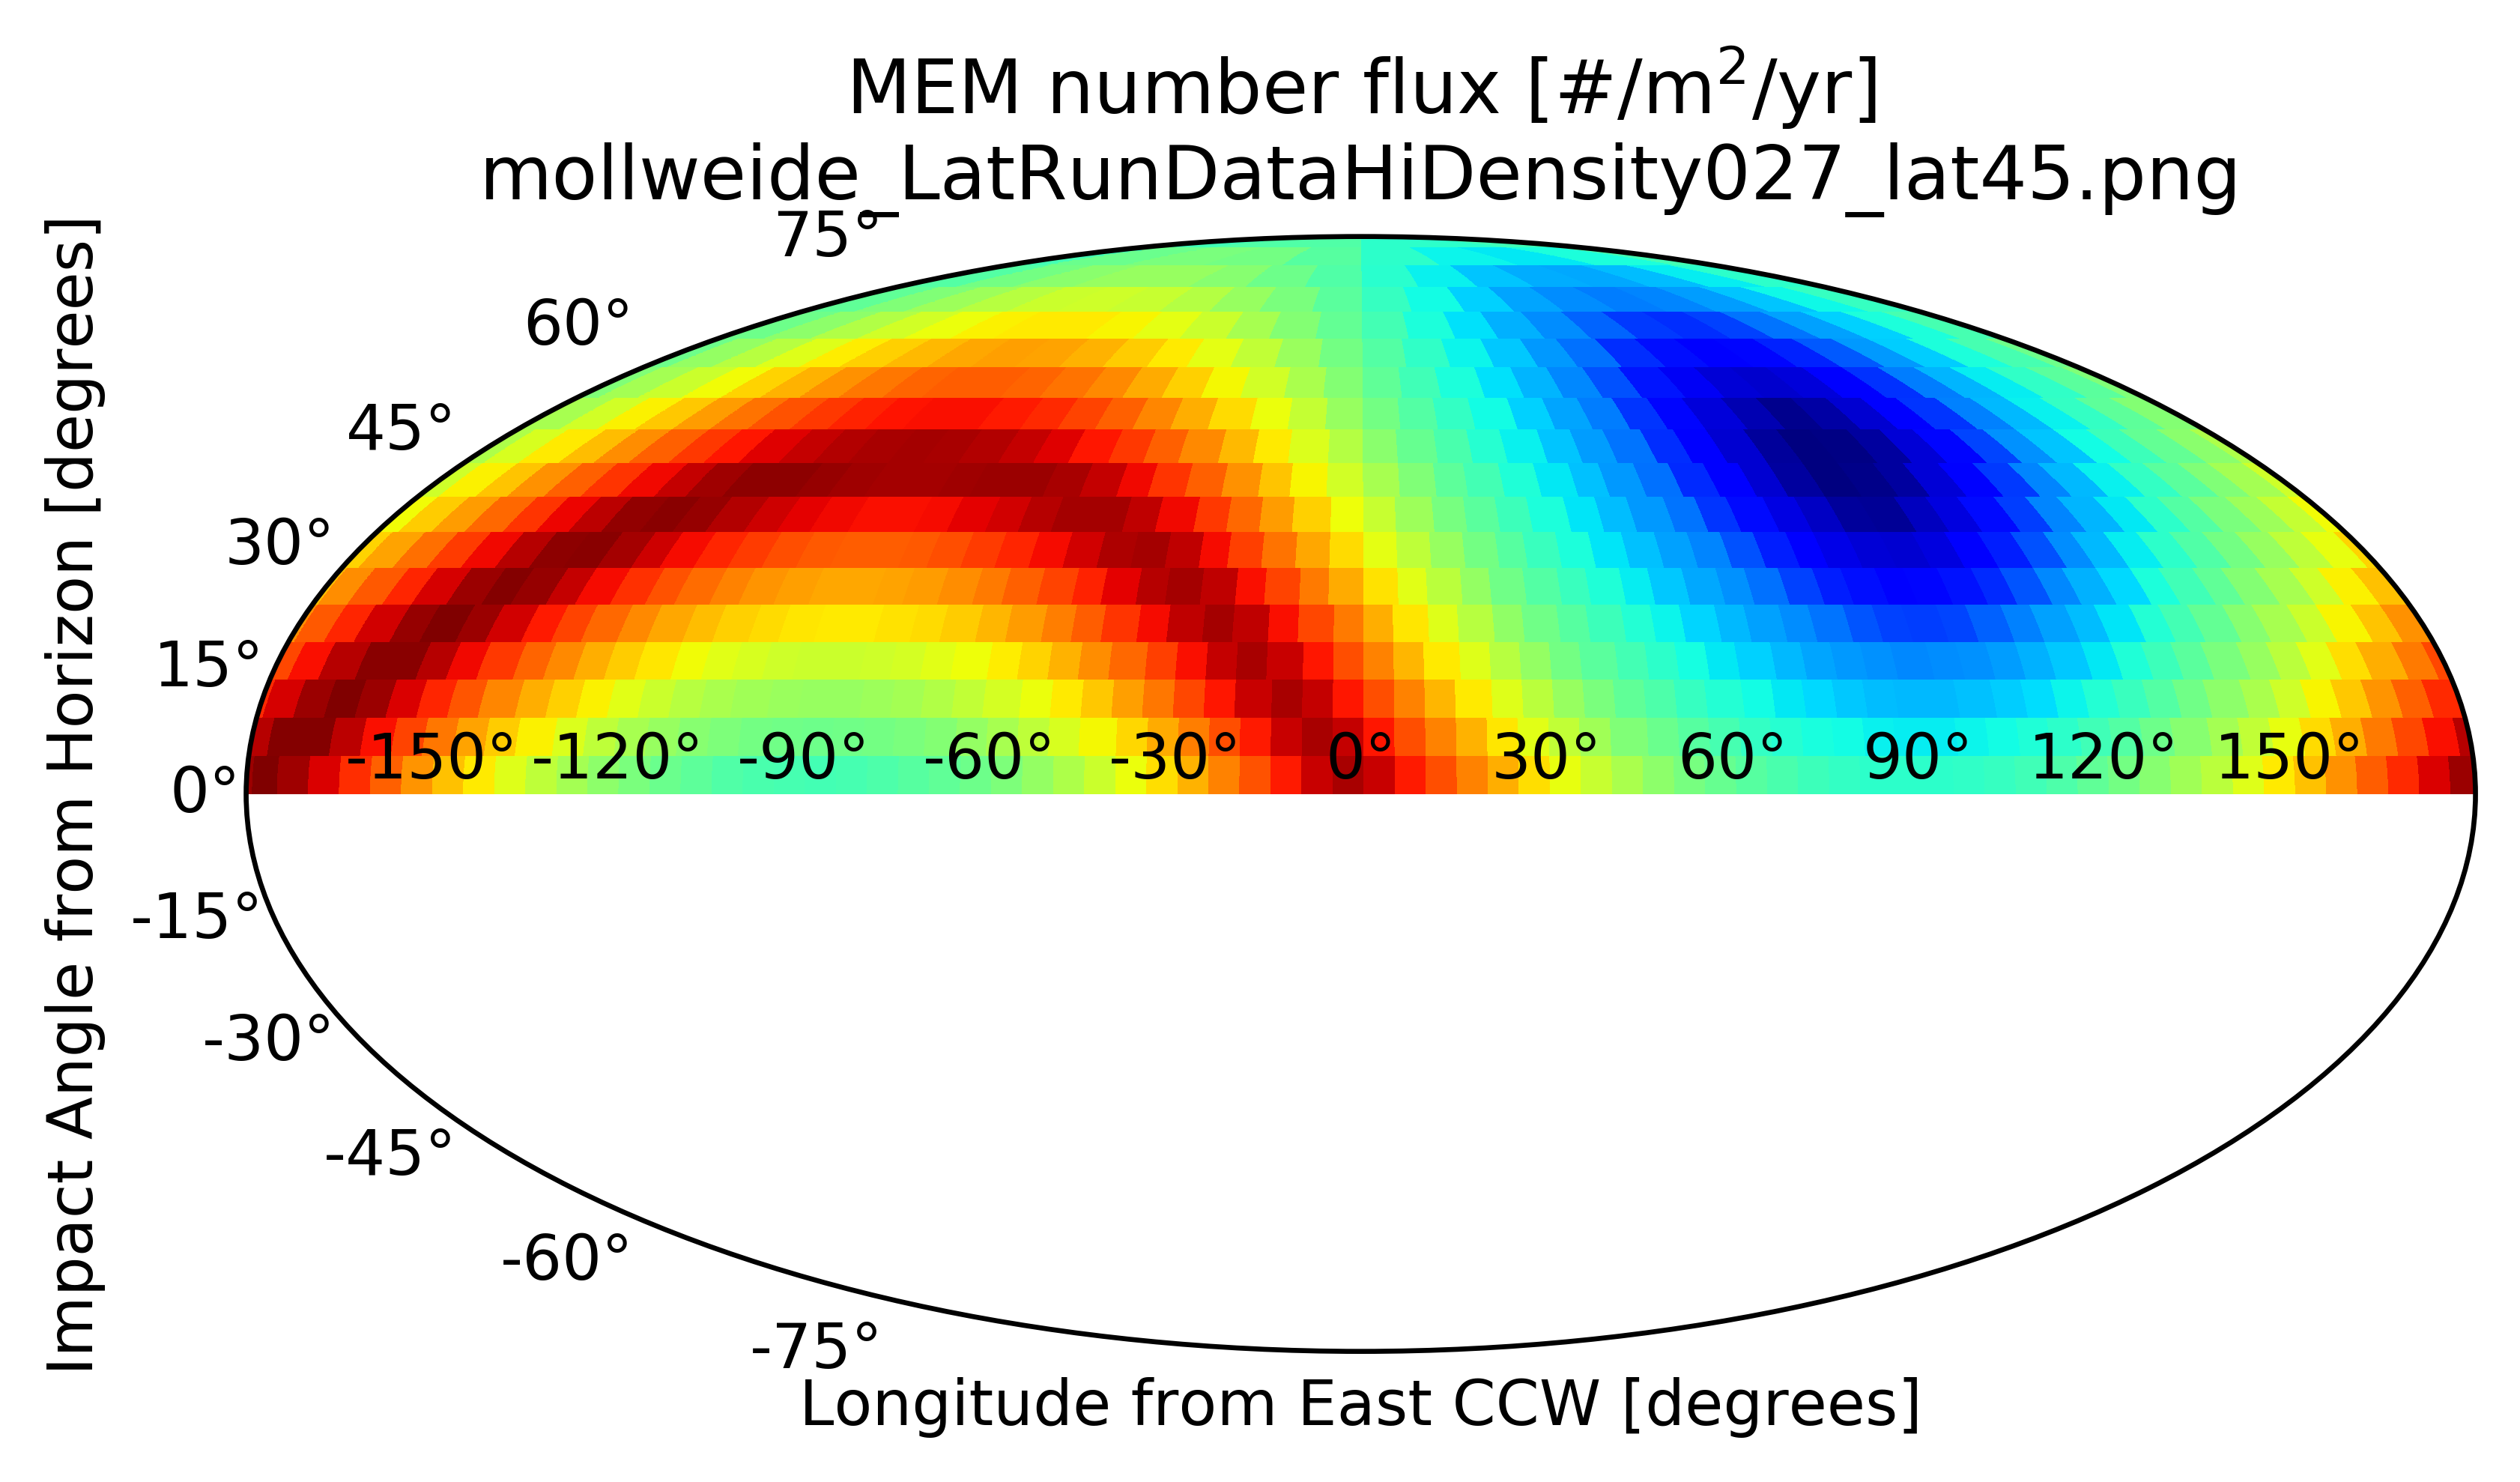 MEM number flux [#/m²/yr]
mollweide_LatRunDataHiDensity027_lat45.png
75°
60°
45°
30°
15°
0°
-15°
-30°
-45°
-60°
-75°
-150° -120° -90° -60° -30° 0° 30° 60° 90° 120° 150°
Impact Angle from Horizon [degrees]
Longitude from East CCW [degrees]